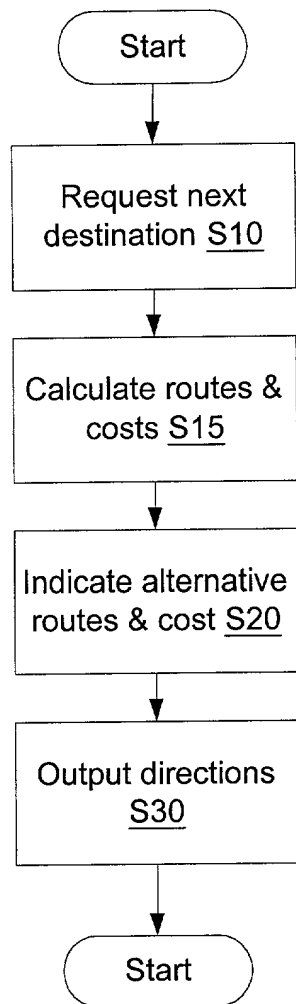 Start
Request next
destination S10
Calculate routes &
costs S15
Indicate alternative
routes & cost S20
Output directions
S30
Start